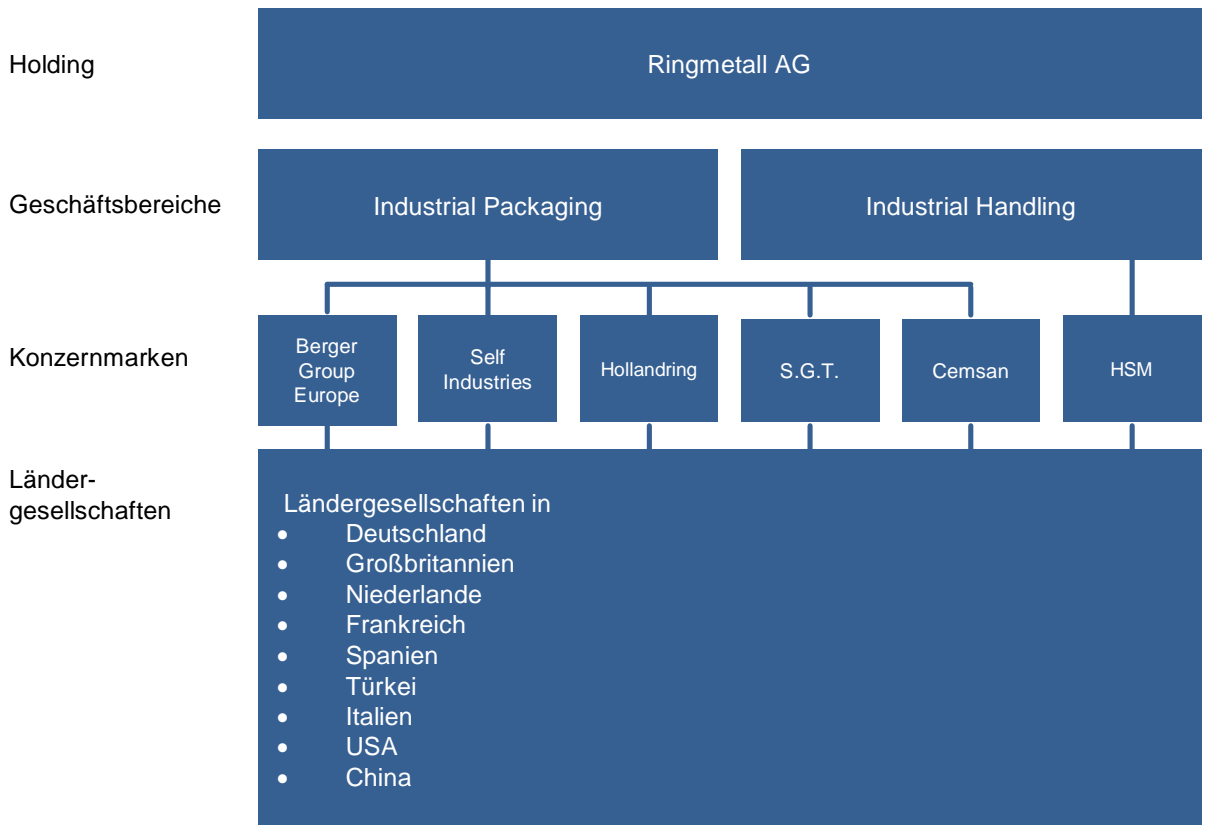 Holding
Ringmetall AG
Geschäftsbereiche
Industrial Packaging
Industrial Handling
Konzernmarken
Berger
Group
Europe
Self
Industries
Hollandring
S.G.T.
Cemsan
HSM
Länder-
gesellschaften
Ländergesellschaften in
• Deutschland
• Großbritannien
• Niederlande
• Frankreich
• Spanien
• Türkei
• Italien
• USA
• China